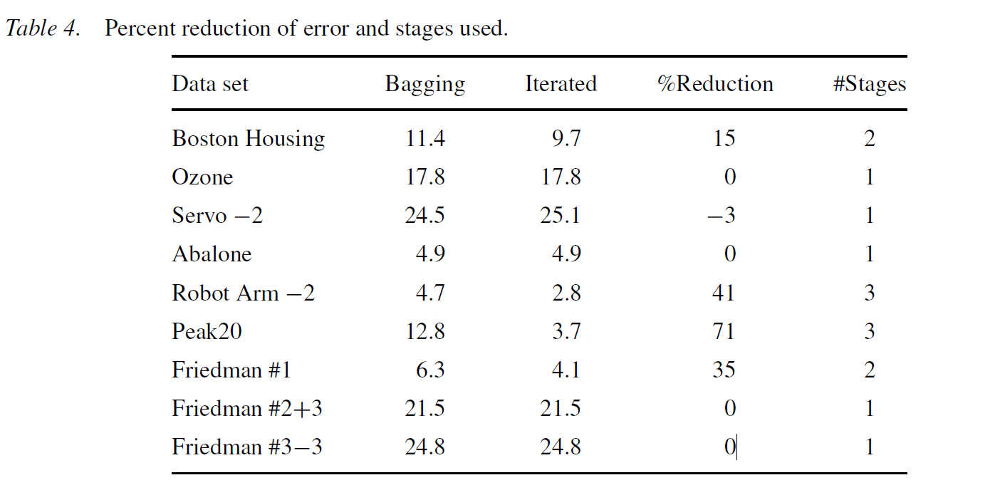 Table 4. Percent reduction of error and stages used.
Data set Bagging Iterated %Reduction #Stages
Boston Housing 11.4 9.7 15 2
Ozone 17.8 17.8 0 1
Servo −2 24.5 25.1 −3 1
Abalone 4.9 4.9 0 1
Robot Arm −2 4.7 2.8 41 3
Peak20 12.8 3.7 71 3
Friedman #1 6.3 4.1 35 2
Friedman #2+3 21.5 21.5 0 1
Friedman #3−3 24.8 24.8 0 1